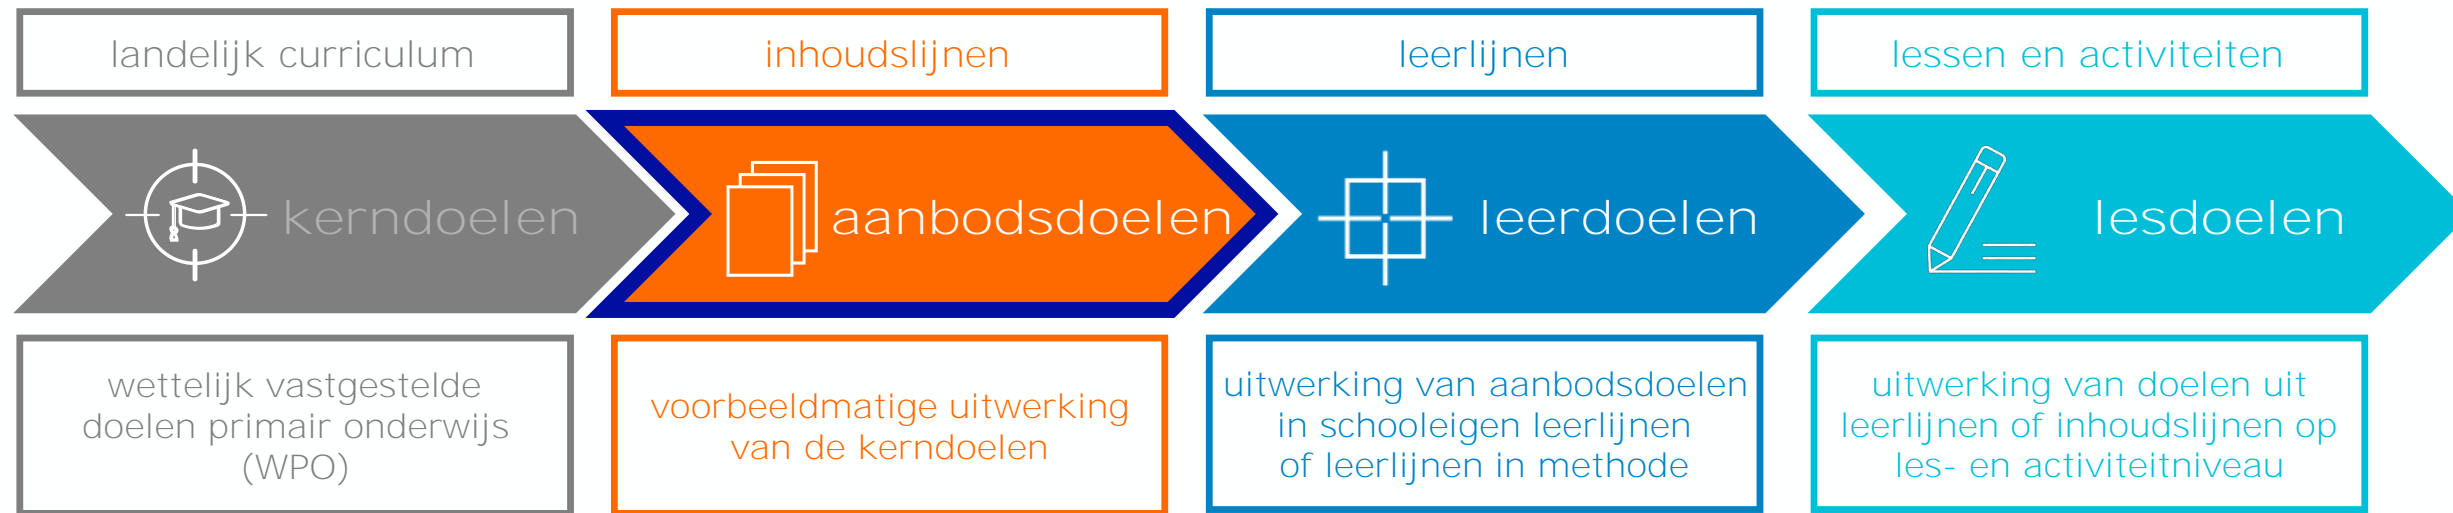 landelijk curriculum
inhoudslijnen
leerlijnen
lessen en activiteiten
kerndoelen
aanbodsdoelen
leerdoelen
lesdoelen
wettelijk vastgestelde
doelen primair onderwijs
(WPO)
voorbeeldmatige uitwerking
van de kerndoelen
uitwerking van aanbodsdoelen
in schooleigen leerlijnen
of leerlijnen in methode
uitwerking van doelen uit
leerlijnen of inhoudslijnen op
les- en activiteitniveau